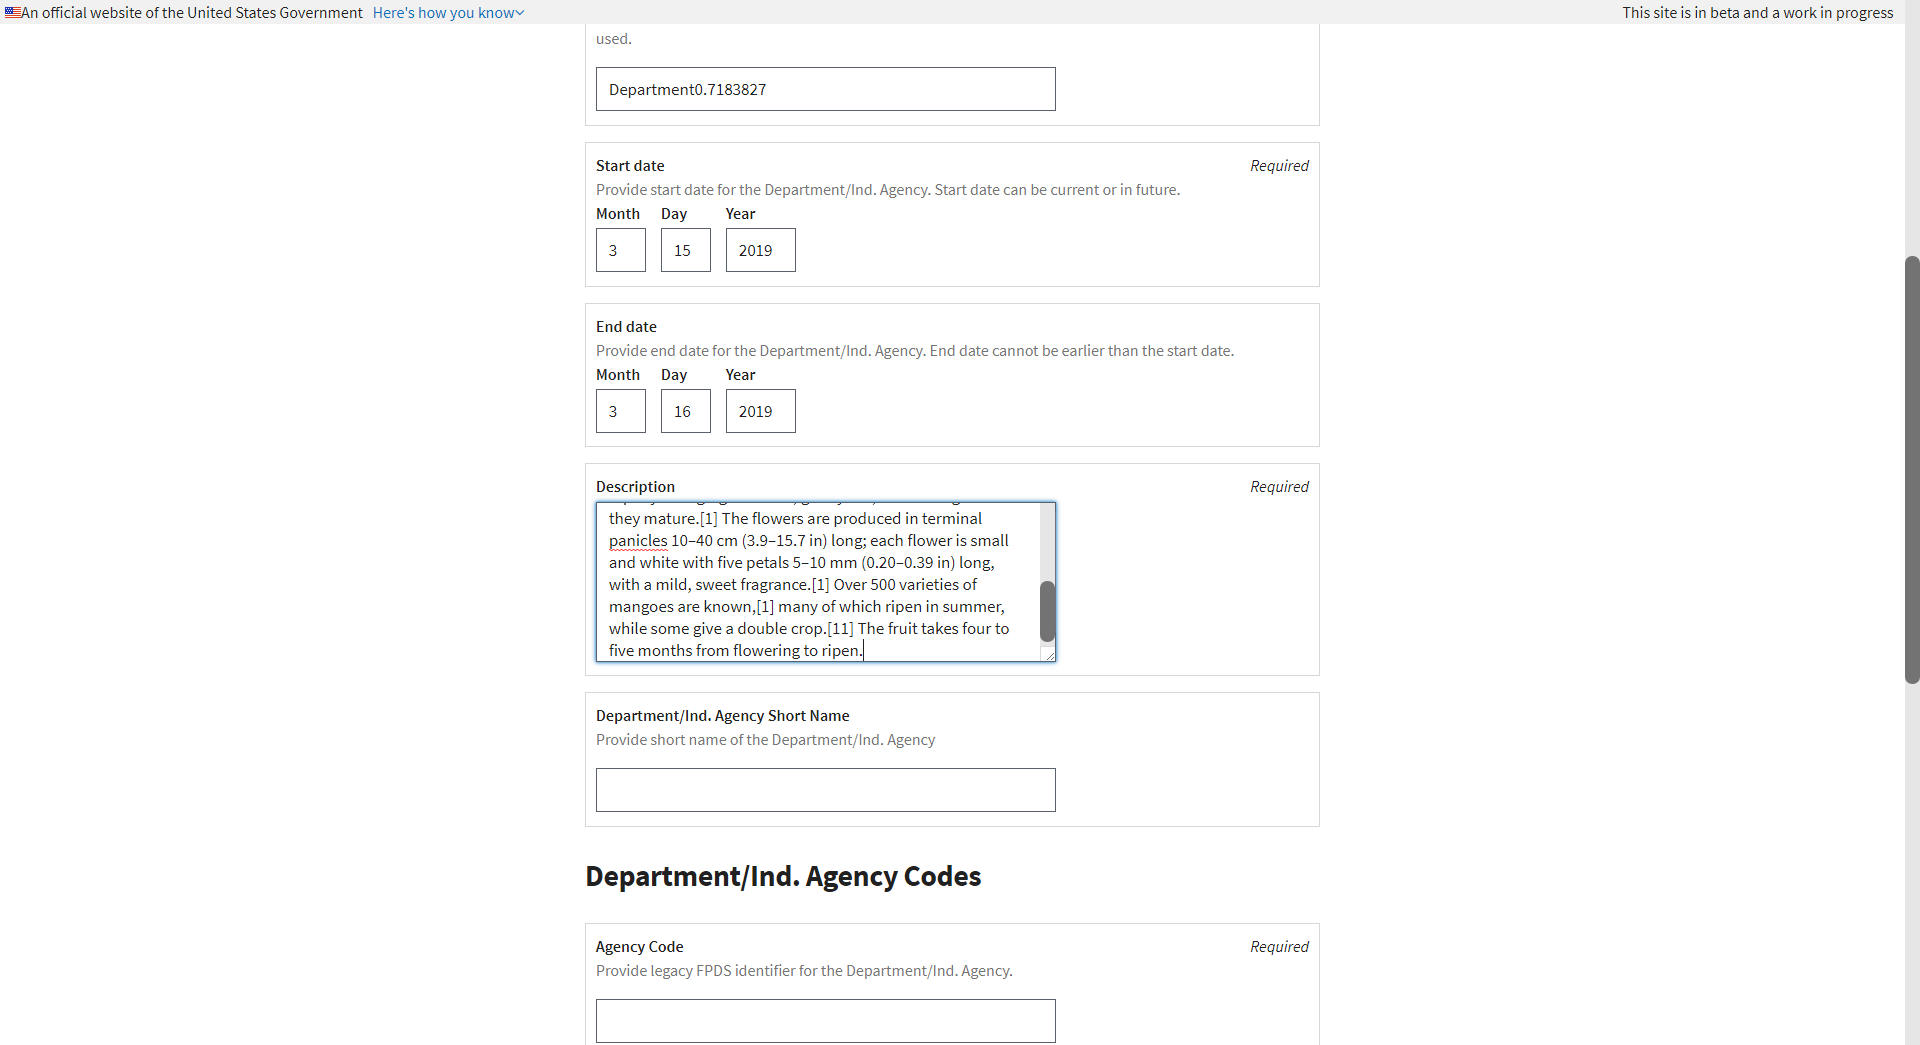 An official website of the United States Government Here's how you know
This site is in beta and a work in progress
used.
Department0.7183827
Start date
Required
Provide start date for the Department/Ind. Agency. Start date can be current or in future.
Month Day Year
3 15 2019
End date
Provide end date for the Department/Ind. Agency. End date cannot be earlier than the start date.
Month Day Year
3 16 2019
Description
Required
they mature.[1] The flowers are produced in terminal
panicles 10–40 cm (3.9–15.7 in) long; each flower is small
and white with five petals 5–10 mm (0.20–0.39 in) long,
with a mild, sweet fragrance.[1] Over 500 varieties of
mangoes are known,[1] many of which ripen in summer,
while some give a double crop.[11] The fruit takes four to
five months from flowering to ripen.
Department/Ind. Agency Short Name
Provide short name of the Department/Ind. Agency
Department/Ind. Agency Codes
Agency Code
Required
Provide legacy FPDS identifier for the Department/Ind. Agency.